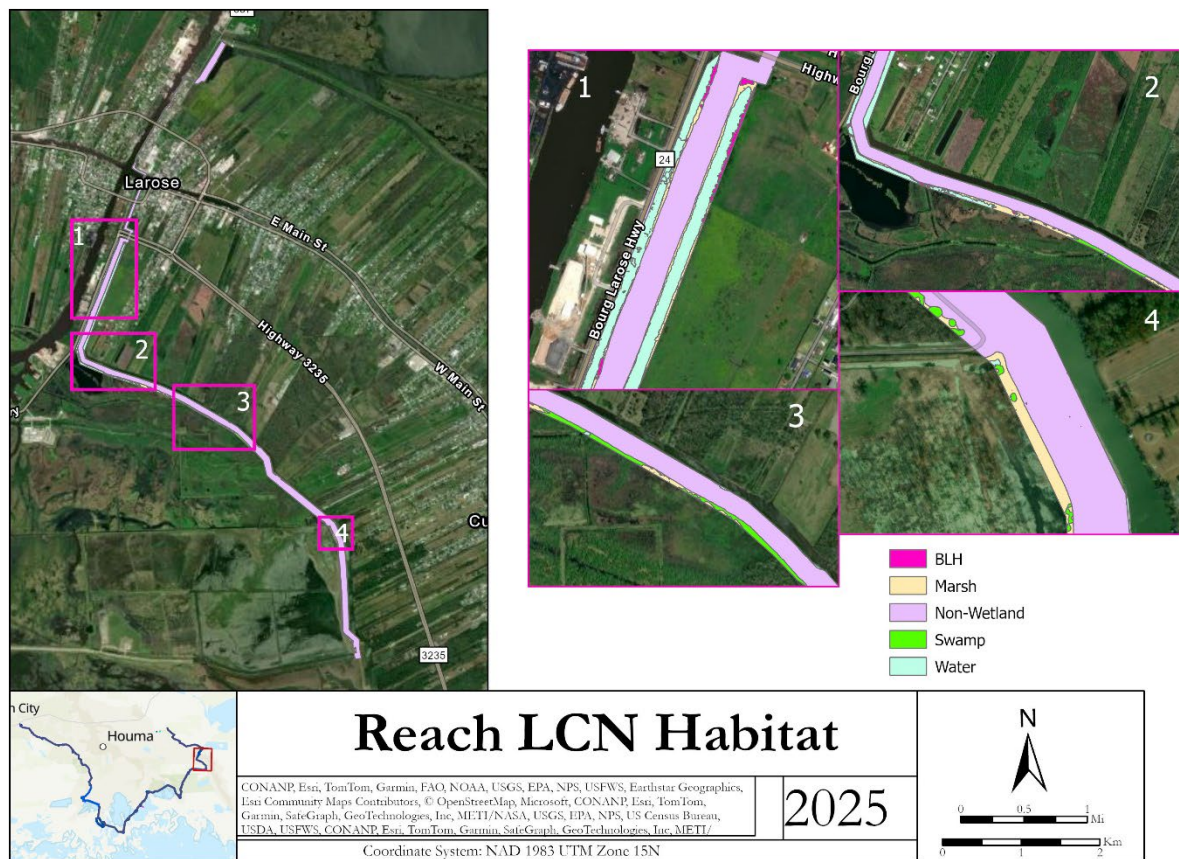 Larose
E Main St
Highway 3235
W Main St
3235
1
2
3
4
1
24
Bourg Larose Hwy
2
3
4
BLH
Marsh
Non-Wetland
Swamp
Water
n City
Houma
Reach LCN Habitat
CONANP, Esri, TomTom, Garmin, FAO, NOAA, USGS, EPA, NPS, USFWS, Earthstar Geographics,
Esri Community Maps Contributors, © OpenStreetMap, Microsoft, CONANP, Esri, TomTom,
Garmin, SafeGraph, GeoTechnologies, Inc, METI/NASA, USGS, EPA, NPS, US Census Bureau,
USDA, USFWS, CONANP, Esri, TomTom, Garmin, SafeGraph, GeoTechnologies, Inc, METI/
2025
Coordinate System: NAD 1983 UTM Zone 15N
N
0 0.5 1
Mi
Km
0 1 2